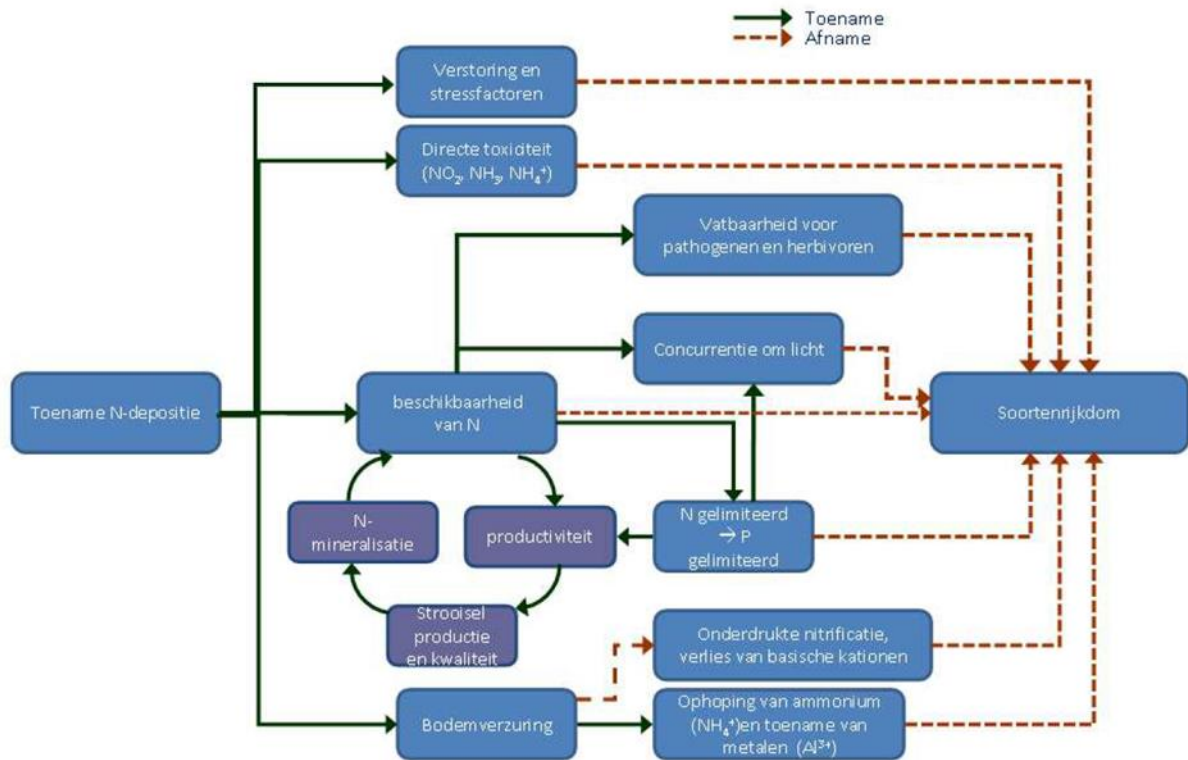 Toename
Afname
Verstoring en
stressfactoren
Directe toxiciteit
(NO₂, NH₃, NH₄⁺)
Vatbaarheid voor
pathogenen en herbivoren
Concurrentie om licht
Toename N-depositie
beschikbaarheid
van N
Soortenrijkdom
N-
mineralisatie
productiviteit
N gelimiteerd
→ P
gelimiteerd
Strooisel
productie
en kwaliteit
Onderdrukte nitrificatie,
verlies van basische kationen
Bodemverzuring
Ophoping van ammonium
(NH₄⁺)en toename van
metalen (Al³⁺)